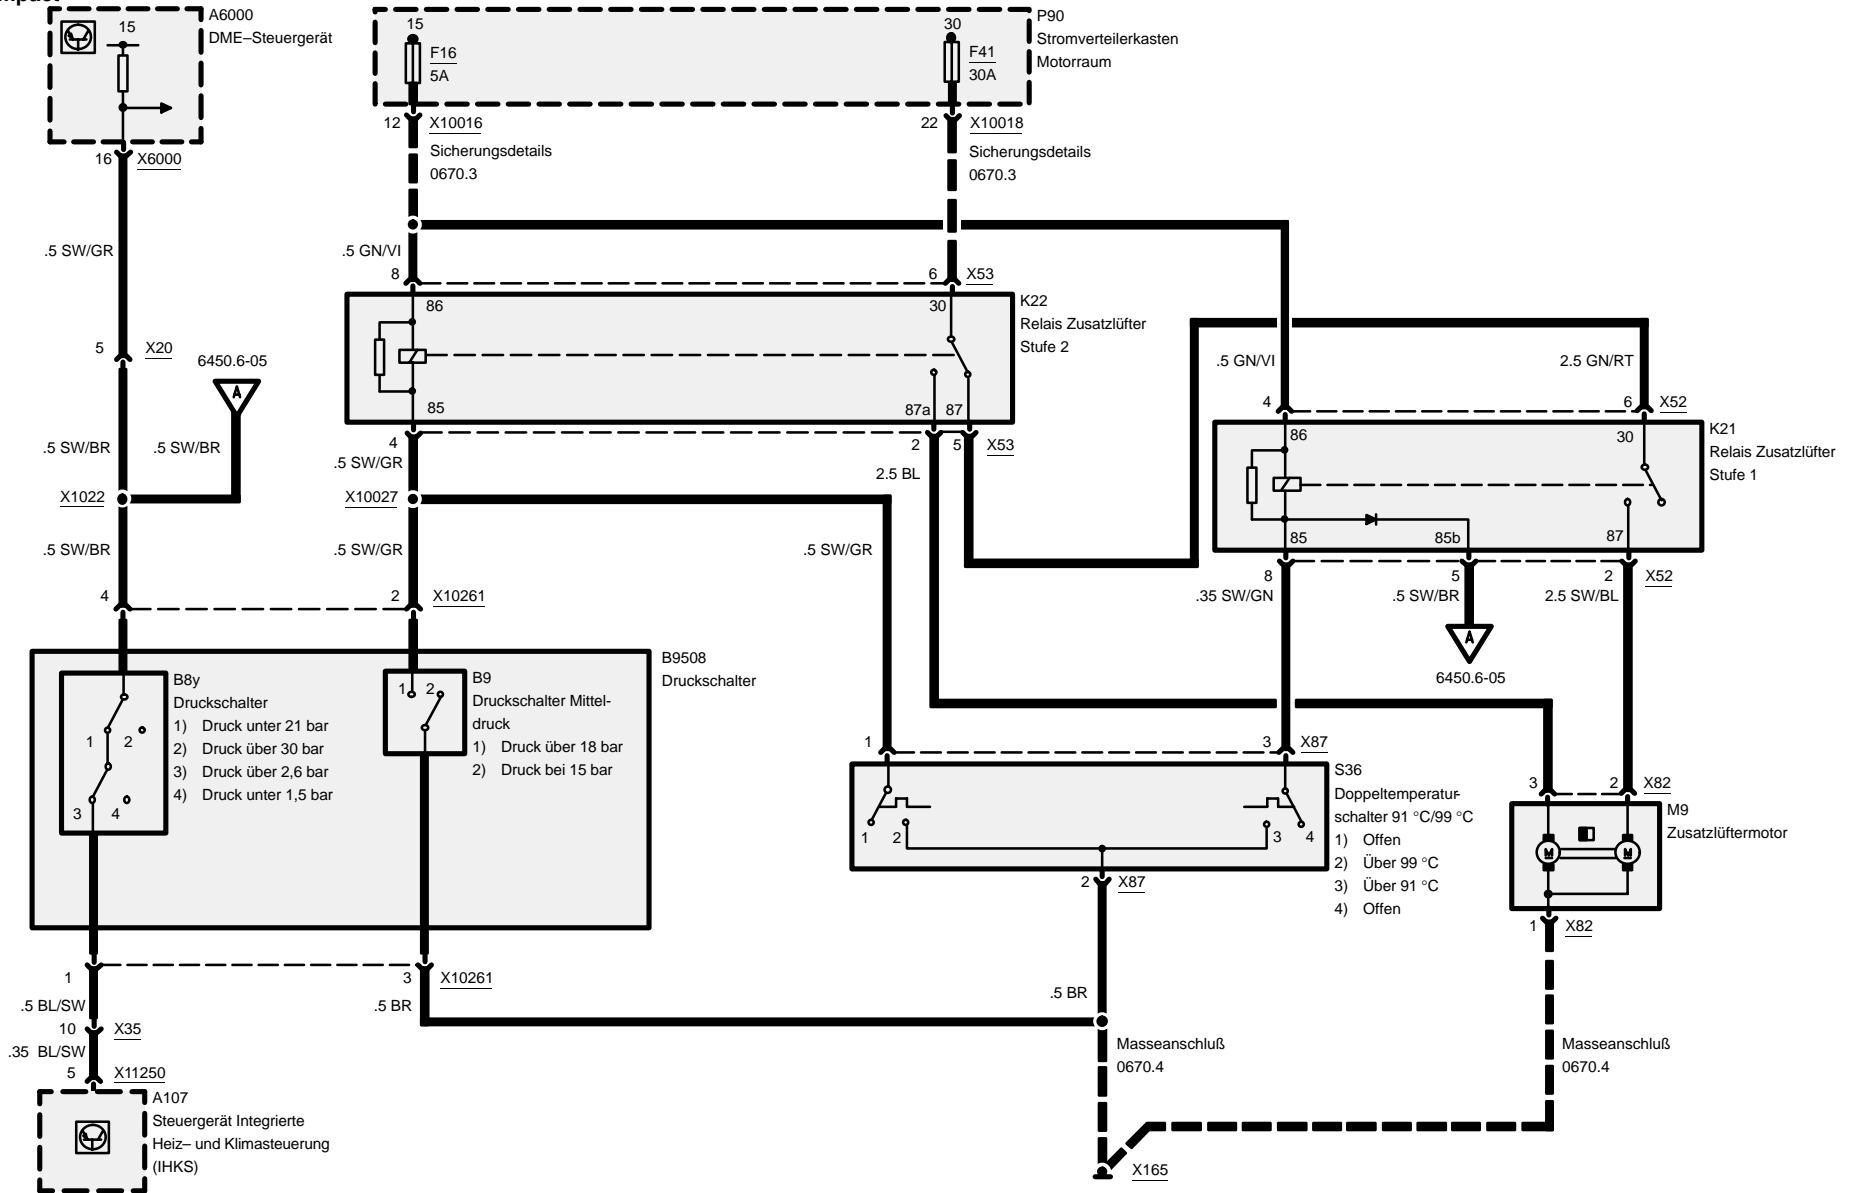 A6000
DME–Steuergerät
15
16 X6000
.5 SW/GR
5 X20
6450.6-05
A
.5 SW/BR
.5 SW/BR
X1022
.5 SW/BR
4
P90
Stromverteilerkasten
Motorraum
15
F16
5A
30
F41
30A
12 X10016
Sicherungsdetails
0670.3
22 X10018
Sicherungsdetails
0670.3
.5 GN/VI
8
6 X53
K22
Relais Zusatzlüfter
Stufe 2
86
30
85
87a 87
4
2
5 X53
.5 SW/GR
2.5 BL
X10027
.5 SW/GR
.5 SW/GR
2 X10261
.5 GN/VI
2.5 GN/RT
4
6 X52
K21
Relais Zusatzlüfter
Stufe 1
86
30
85
85b
87
8
5
2 X52
.35 SW/GN
.5 SW/BR
2.5 SW/BL
A
6450.6-05
B9508
Druckschalter
B8y
Druckschalter
1) Druck unter 21 bar
2) Druck über 30 bar
3) Druck über 2,6 bar
4) Druck unter 1,5 bar
1 2
3 4
B9
Druckschalter Mittel-
druck
1) Druck über 18 bar
2) Druck bei 15 bar
1 2
1
3 X87
S36
Doppeltemperatur-
schalter 91 °C/99 °C
1) Offen
2) Über 99 °C
3) Über 91 °C
4) Offen
1 2
3 4
2 X87
3
2 X82
M9
Zusatzlüftermotor
M
M
1 X82
1
3 X10261
.5 BL/SW
.5 BR
.5 BR
10 X35
.35 BL/SW
5 X11250
A107
Steuergerät Integrierte
Heiz– und Klimasteuerung
(IHKS)
Masseanschluß
0670.4
Masseanschluß
0670.4
X165